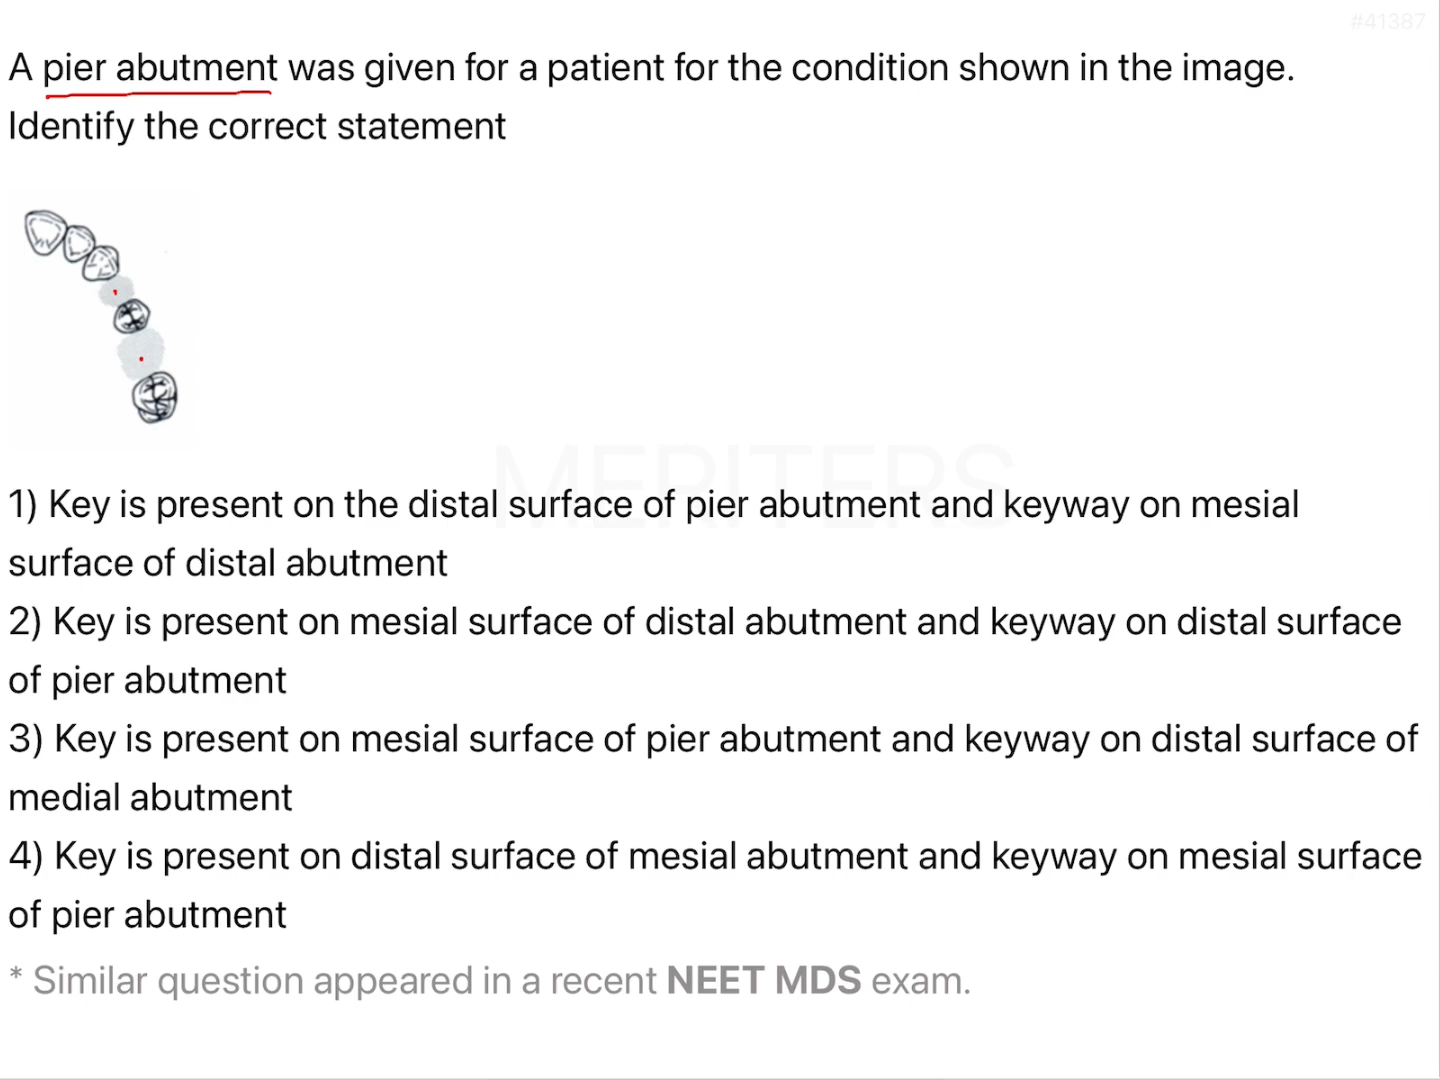 #41387
A pier abutment was given for a patient for the condition shown in the image.
Identify the correct statement
MERITERS
1) Key is present on the distal surface of pier abutment and keyway on mesial
surface of distal abutment
2) Key is present on mesial surface of distal abutment and keyway on distal surface
of pier abutment
3) Key is present on mesial surface of pier abutment and keyway on distal surface of
medial abutment
4) Key is present on distal surface of mesial abutment and keyway on mesial surface
of pier abutment
* Similar question appeared in a recent NEET MDS exam.